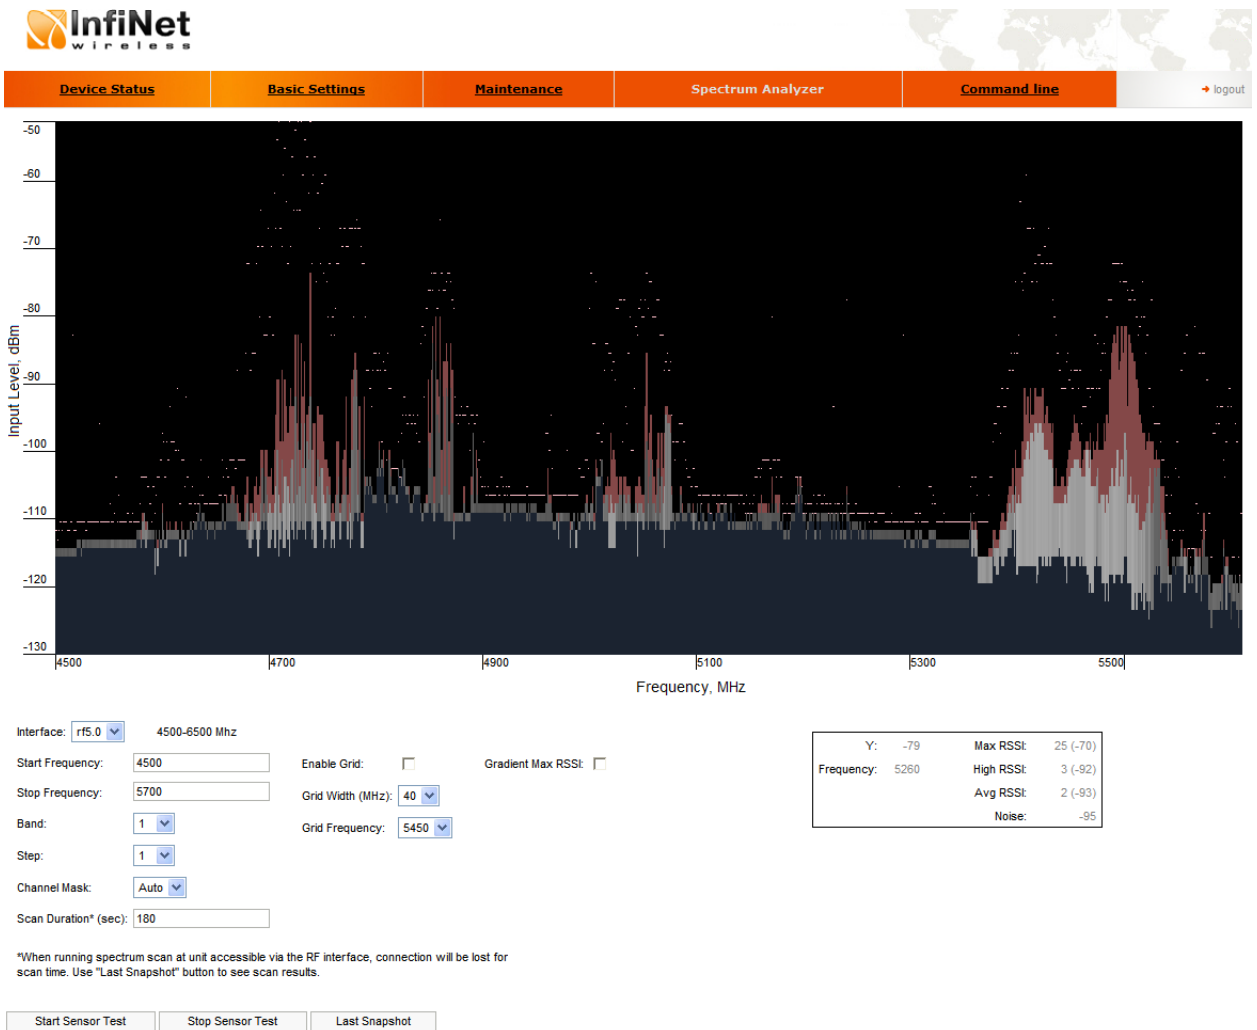 InfiNet
wireless
Device Status Basic Settings Maintenance Spectrum Analyzer Command line logout
-50
-60
-70
-80
-90
-100
-110
-120
-130
Input Level, dBm
4500 4700 4900 5100 5300 5500
Frequency, MHz
Interface: rf5.0 4500-6500 Mhz
Start Frequency: 4500 Enable Grid: Gradient Max RSSI:
Stop Frequency: 5700 Grid Width (MHz): 40
Band: 1 Grid Frequency: 5450
Step: 1
Channel Mask: Auto
Scan Duration* (sec): 180
Y: -79 Max RSSI: 25 (-70)
Frequency: 5260 High RSSI: 3 (-92)
Avg RSSI: 2 (-93)
Noise: -95
*When running spectrum scan at unit accessible via the RF interface, connection will be lost for
scan time. Use "Last Snapshot" button to see scan results.
Start Sensor Test Stop Sensor Test Last Snapshot